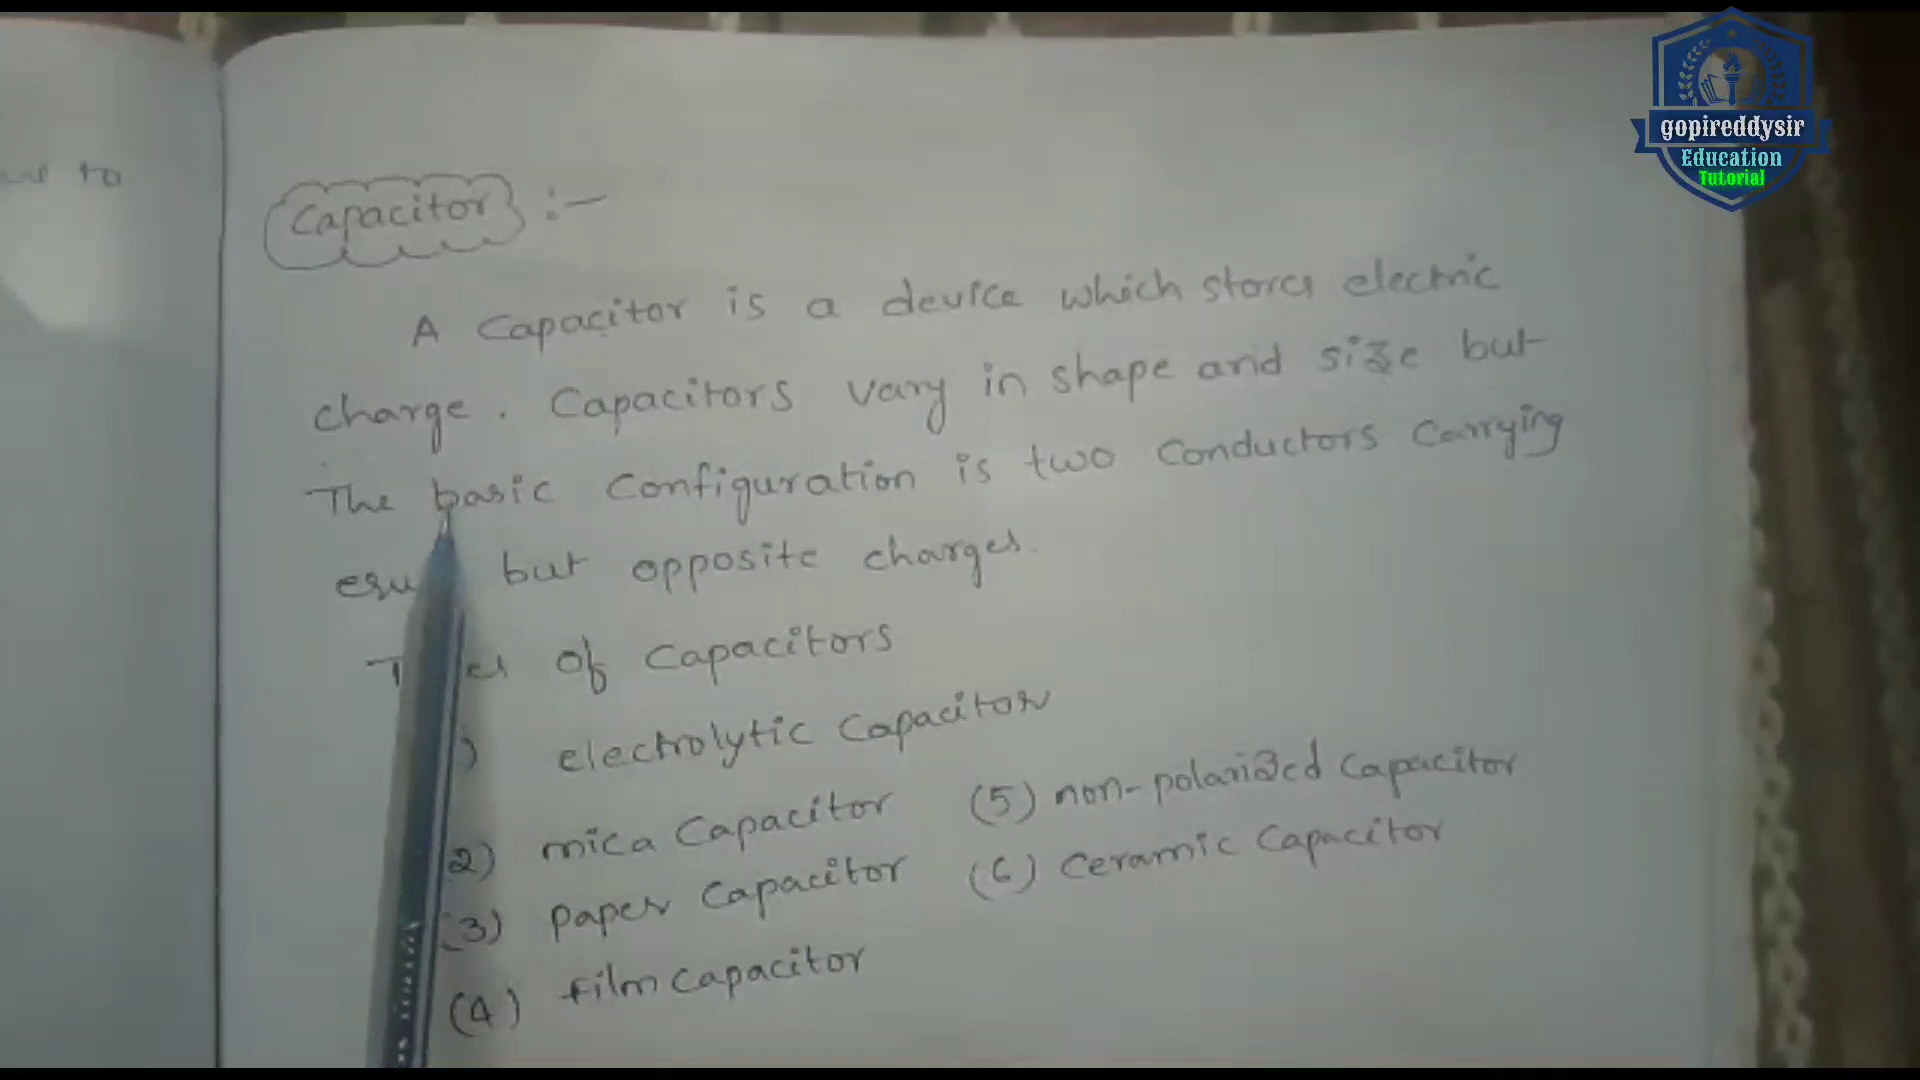 gopireddysir
Education
Tutorial
to
Capacitor :-
A Capacitor is a device which stores electric
charge. Capacitors vary in shape and size but
The basic Configuration is two Conductors Carrying
but opposite charges.
of Capacitors
electrolytic Capacitor
(2) mica Capacitor
(3) paper Capacitor
(4) film capacitor
(5) non-polarized Capacitor
(6) Ceramic Capacitor